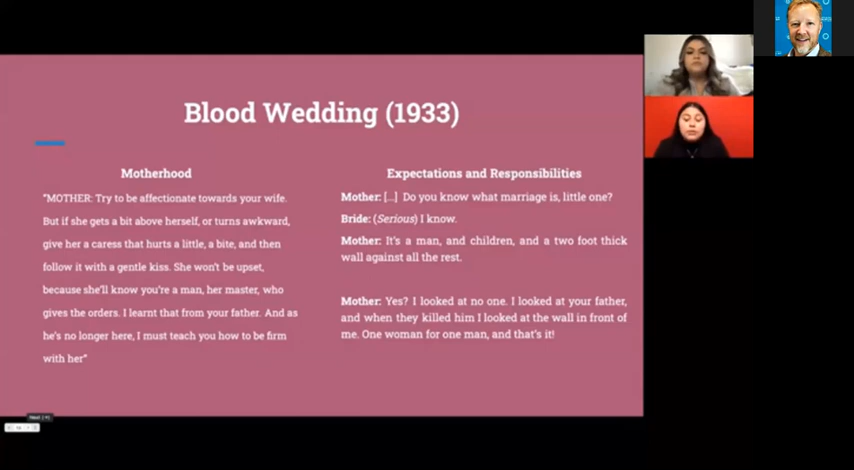 Blood Wedding (1933)
Motherhood
“MOTHER: Try to be affectionate towards your wife.
But if she gets a bit above herself, or turns awkward,
give her a caress that hurts a little, a bite, and then
follow it with a gentle kiss. She won’t be upset,
because she’ll know you’re a man, her master, who
gives the orders. I learnt that from your father. And as
he’s no longer here, I must teach you how to be firm
with her”
Expectations and Responsibilities
Mother: [...] Do you know what marriage is, little one?
Bride: (Serious) I know.
Mother: It’s a man, and children, and a two foot thick
wall against all the rest.
Mother: Yes? I looked at no one. I looked at your father,
and when they killed him I looked at the wall in front of
me. One woman for one man, and that’s it!